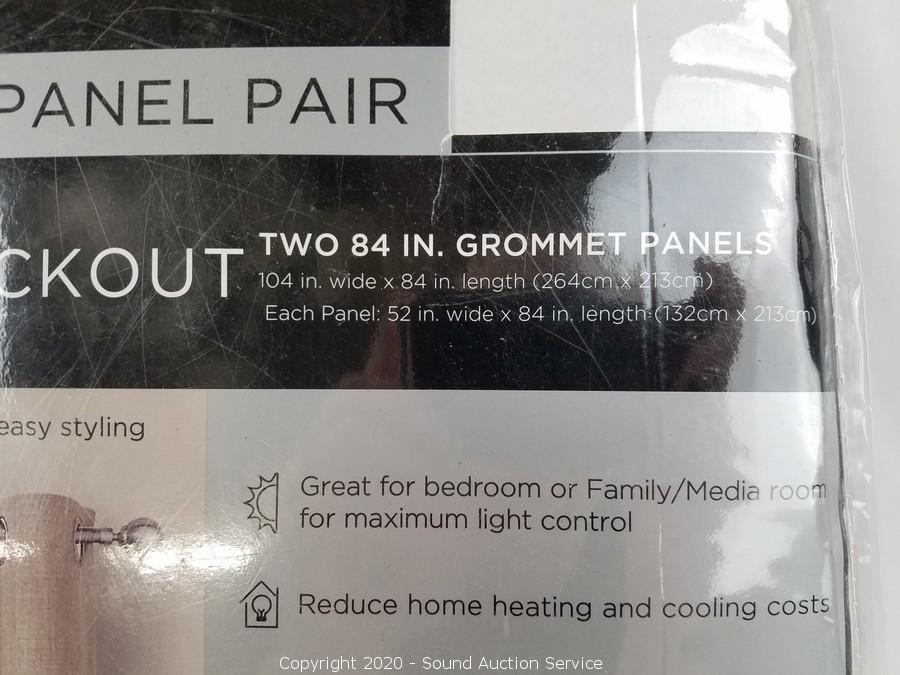 PANEL PAIR
CKOUT
TWO 84 IN. GROMMET PANELS
104 in. wide x 84 in. length (264cm x 213cm)
Each Panel: 52 in. wide x 84 in. length (132cm x 213cm)
easy styling
Great for bedroom or Family/Media room
for maximum light control
Reduce home heating and cooling costs
Copyright 2020 - Sound Auction Service